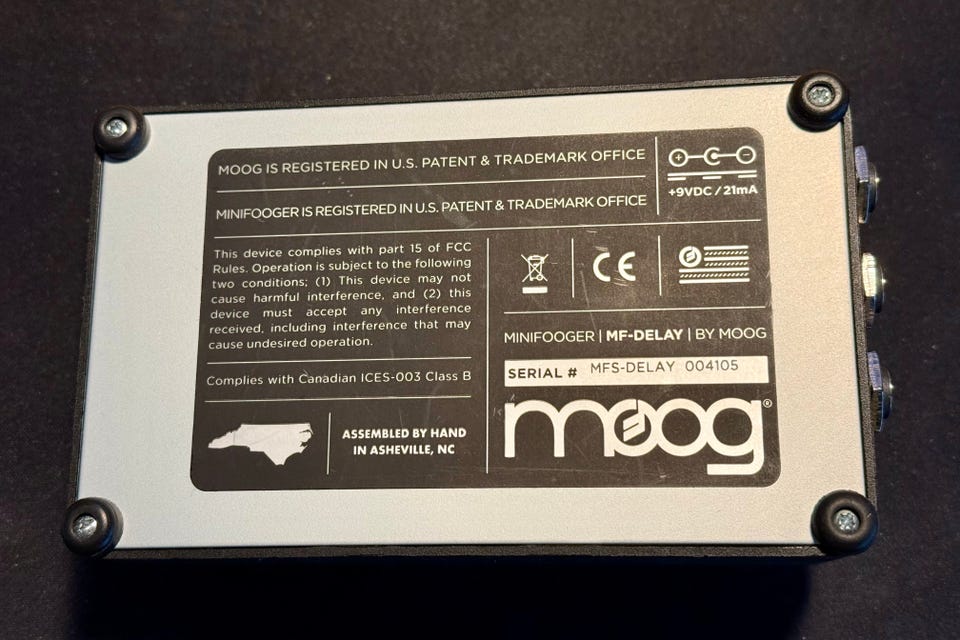 MOOG IS REGISTERED IN U.S. PATENT & TRADEMARK OFFICE
MINIFOOGER IS REGISTERED IN U.S. PATENT & TRADEMARK OFFICE
+9VDC / 21mA
This device complies with part 15 of FCC
Rules. Operation is subject to the following
two conditions; (1) This device may not
cause harmful interference, and (2) this
device must accept any interference
received, including interference that may
cause undesired operation.
Complies with Canadian ICES-003 Class B
ASSEMBLED BY HAND
IN ASHEVILLE, NC
CE
MINIFOOGER | MF-DELAY | BY MOOG
SERIAL # MFS-DELAY 004105
moog®